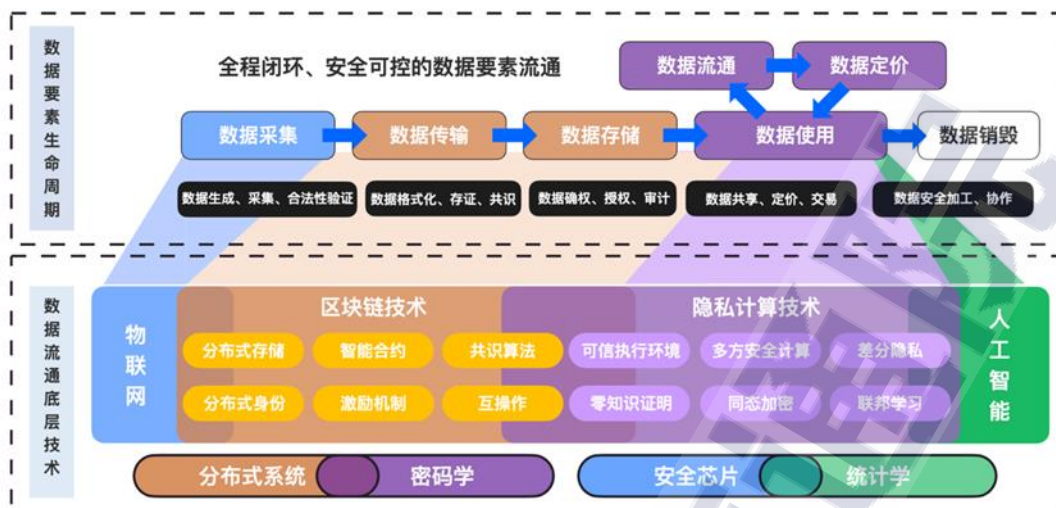 数据要素生命周期
全程闭环、安全可控的数据要素流通
数据流通
数据定价
数据采集
数据传输
数据存储
数据使用
数据销毁
数据生成、采集、合法性验证
数据格式化、存证、共识
数据确权、授权、审计
数据共享、定价、交易
数据安全加工、协作
数据流通底层技术
物联网
区块链技术
隐私计算技术
人工智能
分布式存储
智能合约
共识算法
可信执行环境
多方安全计算
差分隐私
分布式身份
激励机制
互操作
零知识证明
同态加密
联邦学习
分布式系统
密码学
安全芯片
统计学